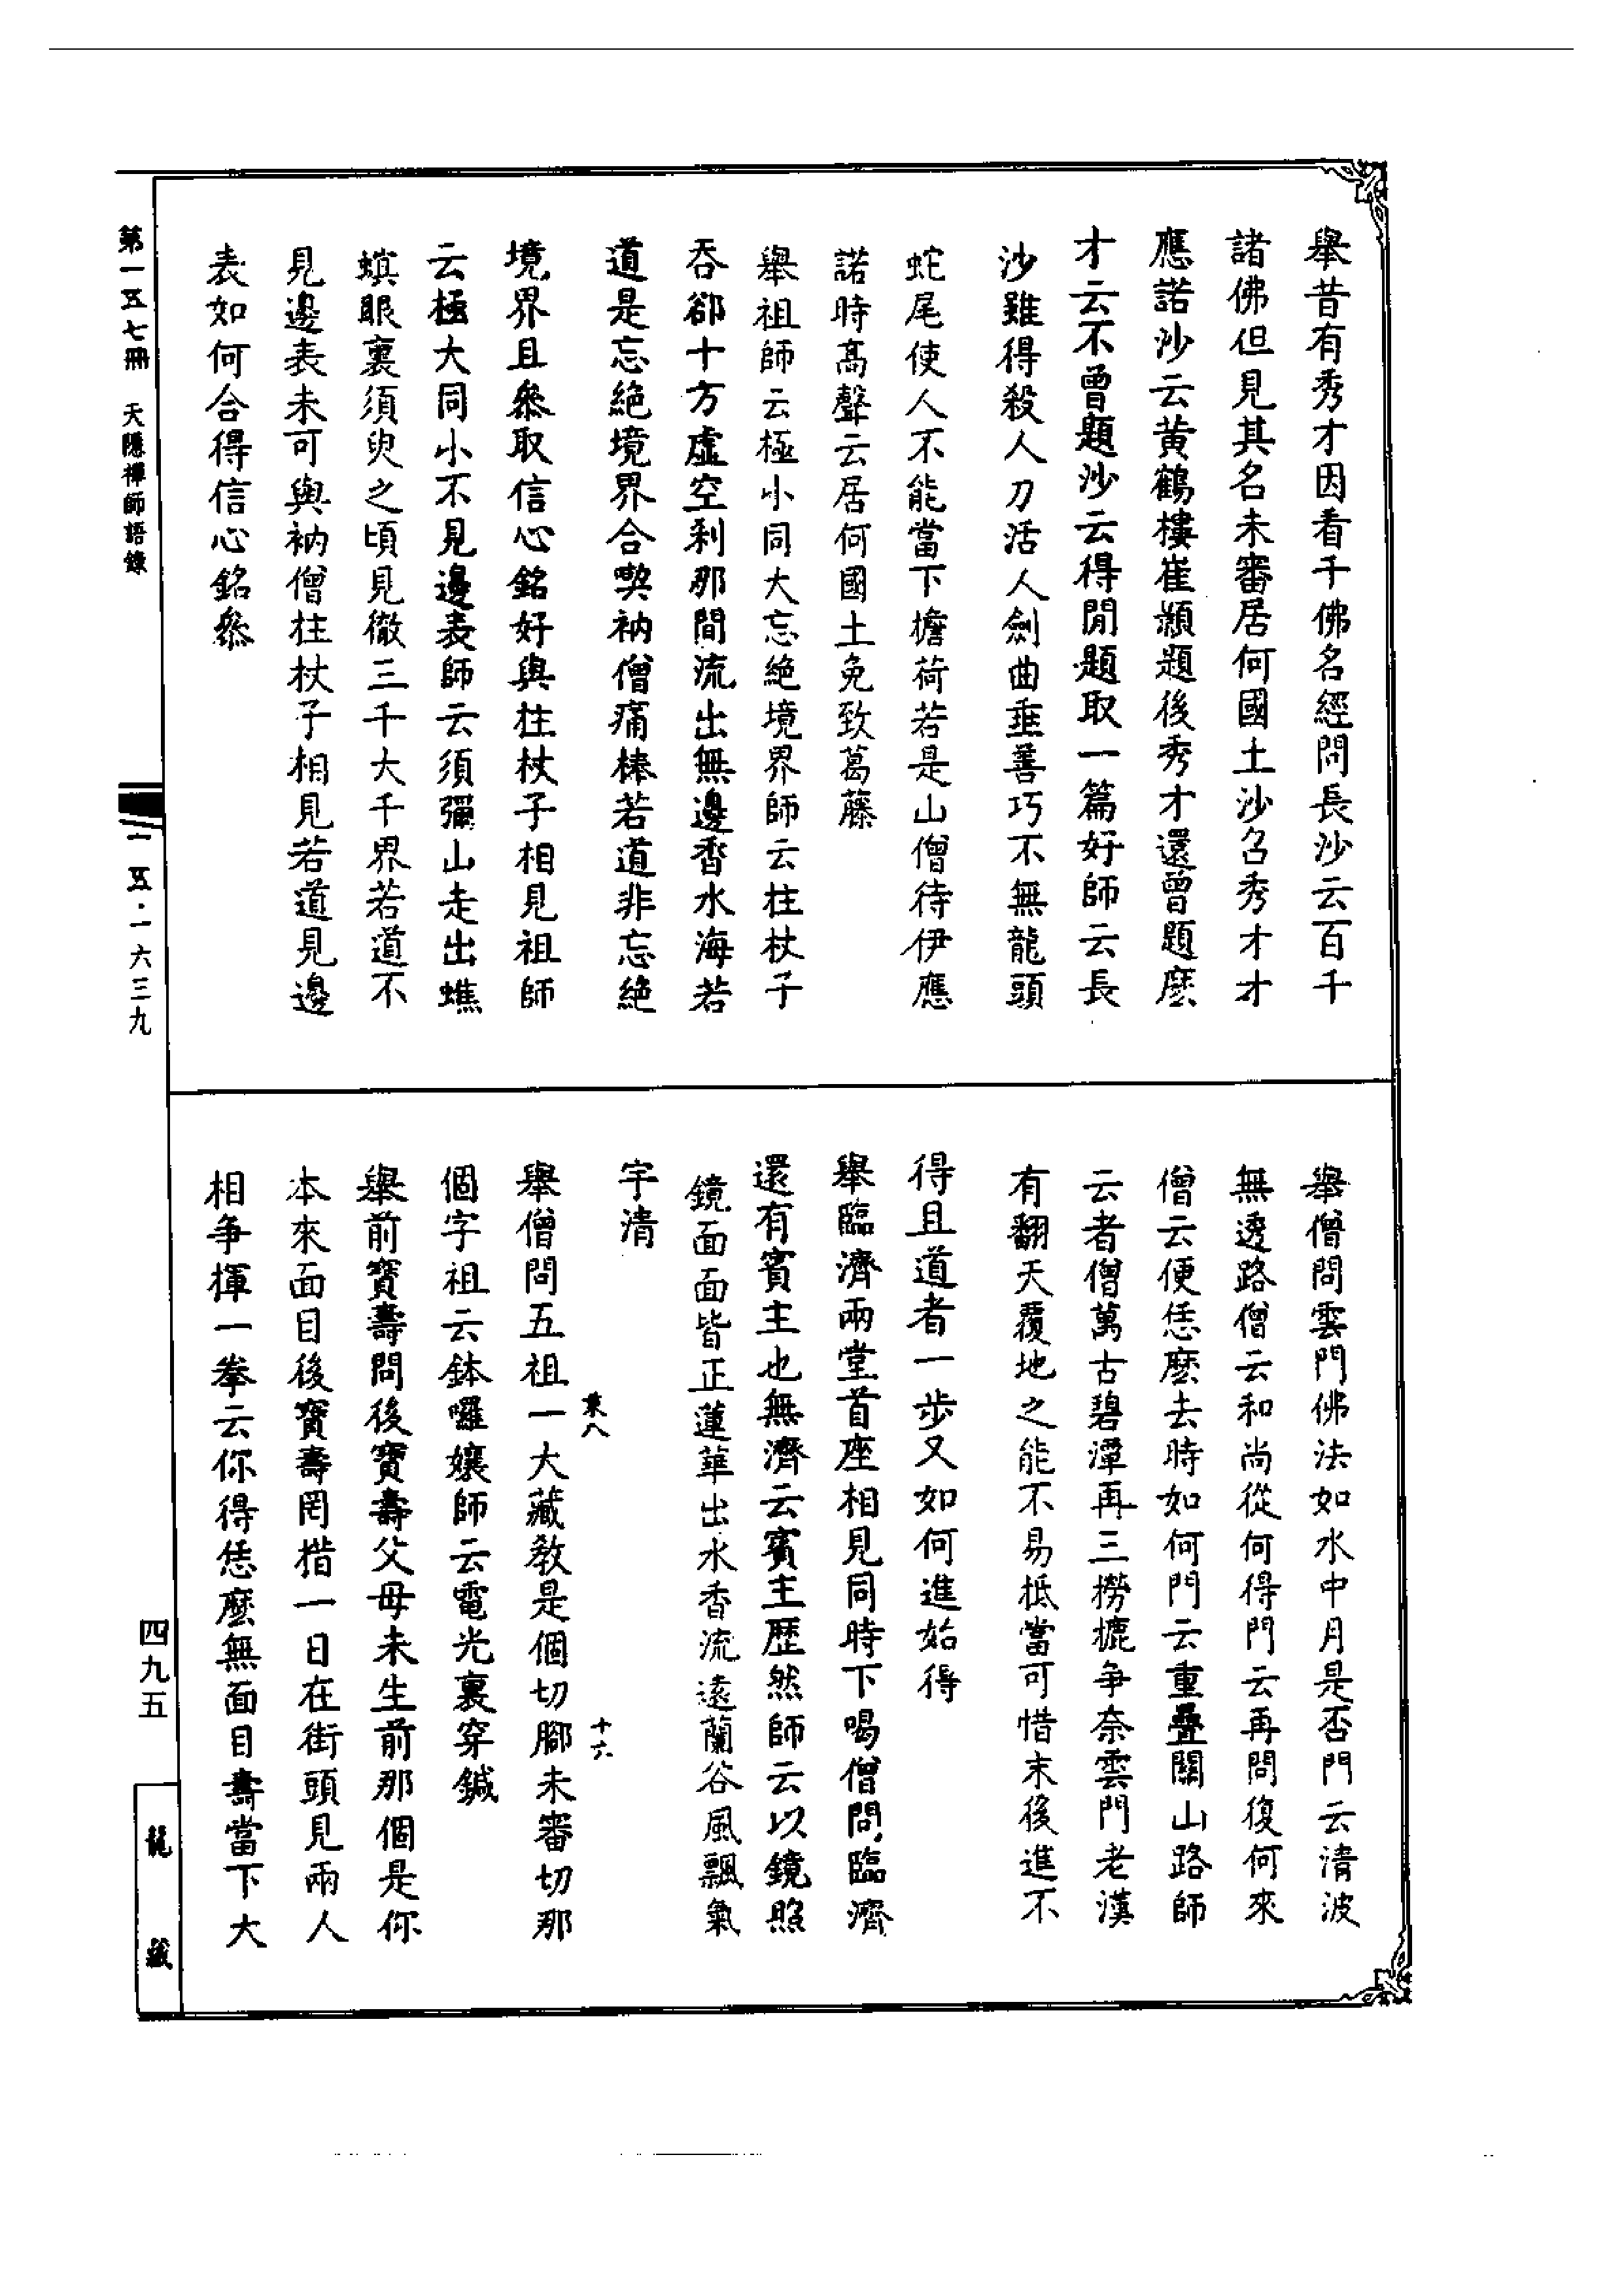 舉昔有秀才因看千佛名經問長沙云百千
諸佛但見其名未審居何國土沙召秀才才
應諾沙云黄鶴樓崔顥題後秀才還曾題麽
才云不曾題沙云得閒題取一篇好師云長
沙雖得殺人刀活人劍曲垂善巧不無龍頭
蛇尾使人不能當下擔荷若是山僧待伊應
諾時高聲云居何國土免致葛藤
舉祖師云極小同大忘絶境界師云柱杖子
吞郤十方虛空刹那間流出無邊香水海若
道是忘絶境界合喫衲僧痛棒若道非忘絶
境界且叅取信心銘好與柱杖子相見祖師
云極大同小不見邊表師云須彌山走出蟭
螟眼裏須臾之頃見徹三千大千界若道不
見邊表未可與衲僧柱杖子相見若道見邊
表如何合得信心銘叅
舉僧問雲門佛法如水中月是否門云清波
無透路僧云和尚從何得門云再問復何來
僧云便恁麽去時如何門云重疊關山路師
云者僧萬古碧潭再三撈摝争奈雲門老漢
有翻天覆地之能不易抵當可惜末後進不
得且道者一步又如何進始得
舉臨濟兩堂首座相見同時下喝僧問臨濟
還有賓主也無濟云賓主歷然師云以鏡照
鏡面面皆正蓮華出水香流遠蘭谷風飄氣
宇清
葉八
十六
舉僧問五祖一大藏敎是個切腳未審切那
個字祖云鉢囉孃師云電光裏穿鍼
舉前寶壽問後寶壽父母未生前那個是你
本來面目後寶壽罔措一日在街頭見兩人
相爭揮一拳云你得恁麽無面目壽當下大
第一五七冊
天隱禪師語錄
一五·一六三九
四九五
龍藏